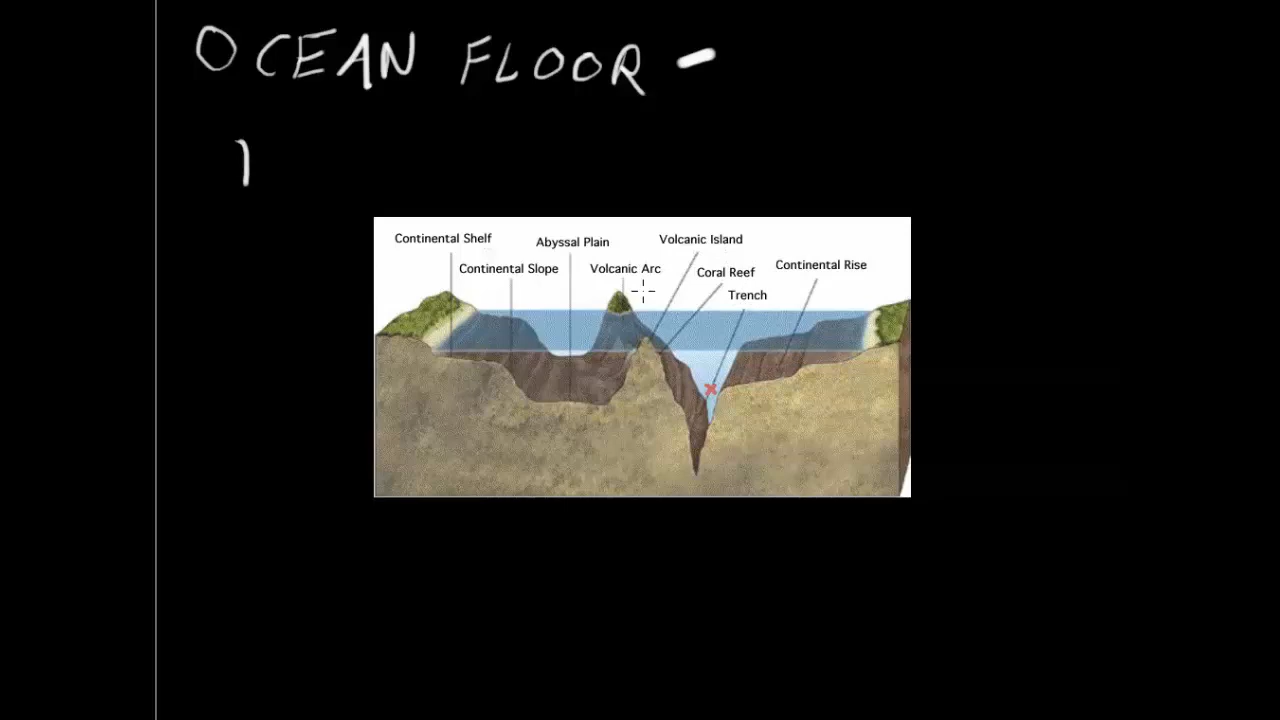 OCEAN FLOOR -
1
Continental Shelf
Abyssal Plain
Volcanic Island
Continental Slope
Volcanic Arc
Coral Reef
Continental Rise
Trench